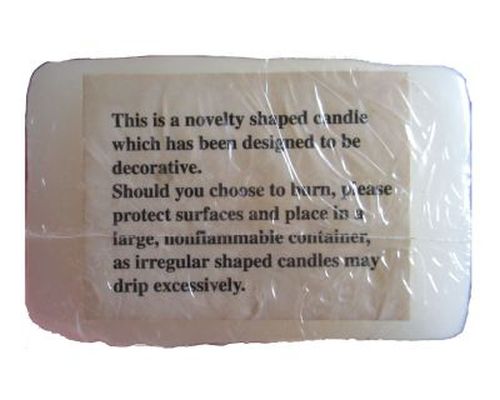 This is a novelty shaped candle
which has been designed to be
decorative.
Should you choose to burn, please
protect surfaces and place in a
large, nonflammable container,
as irregular shaped candles may
drip excessively.